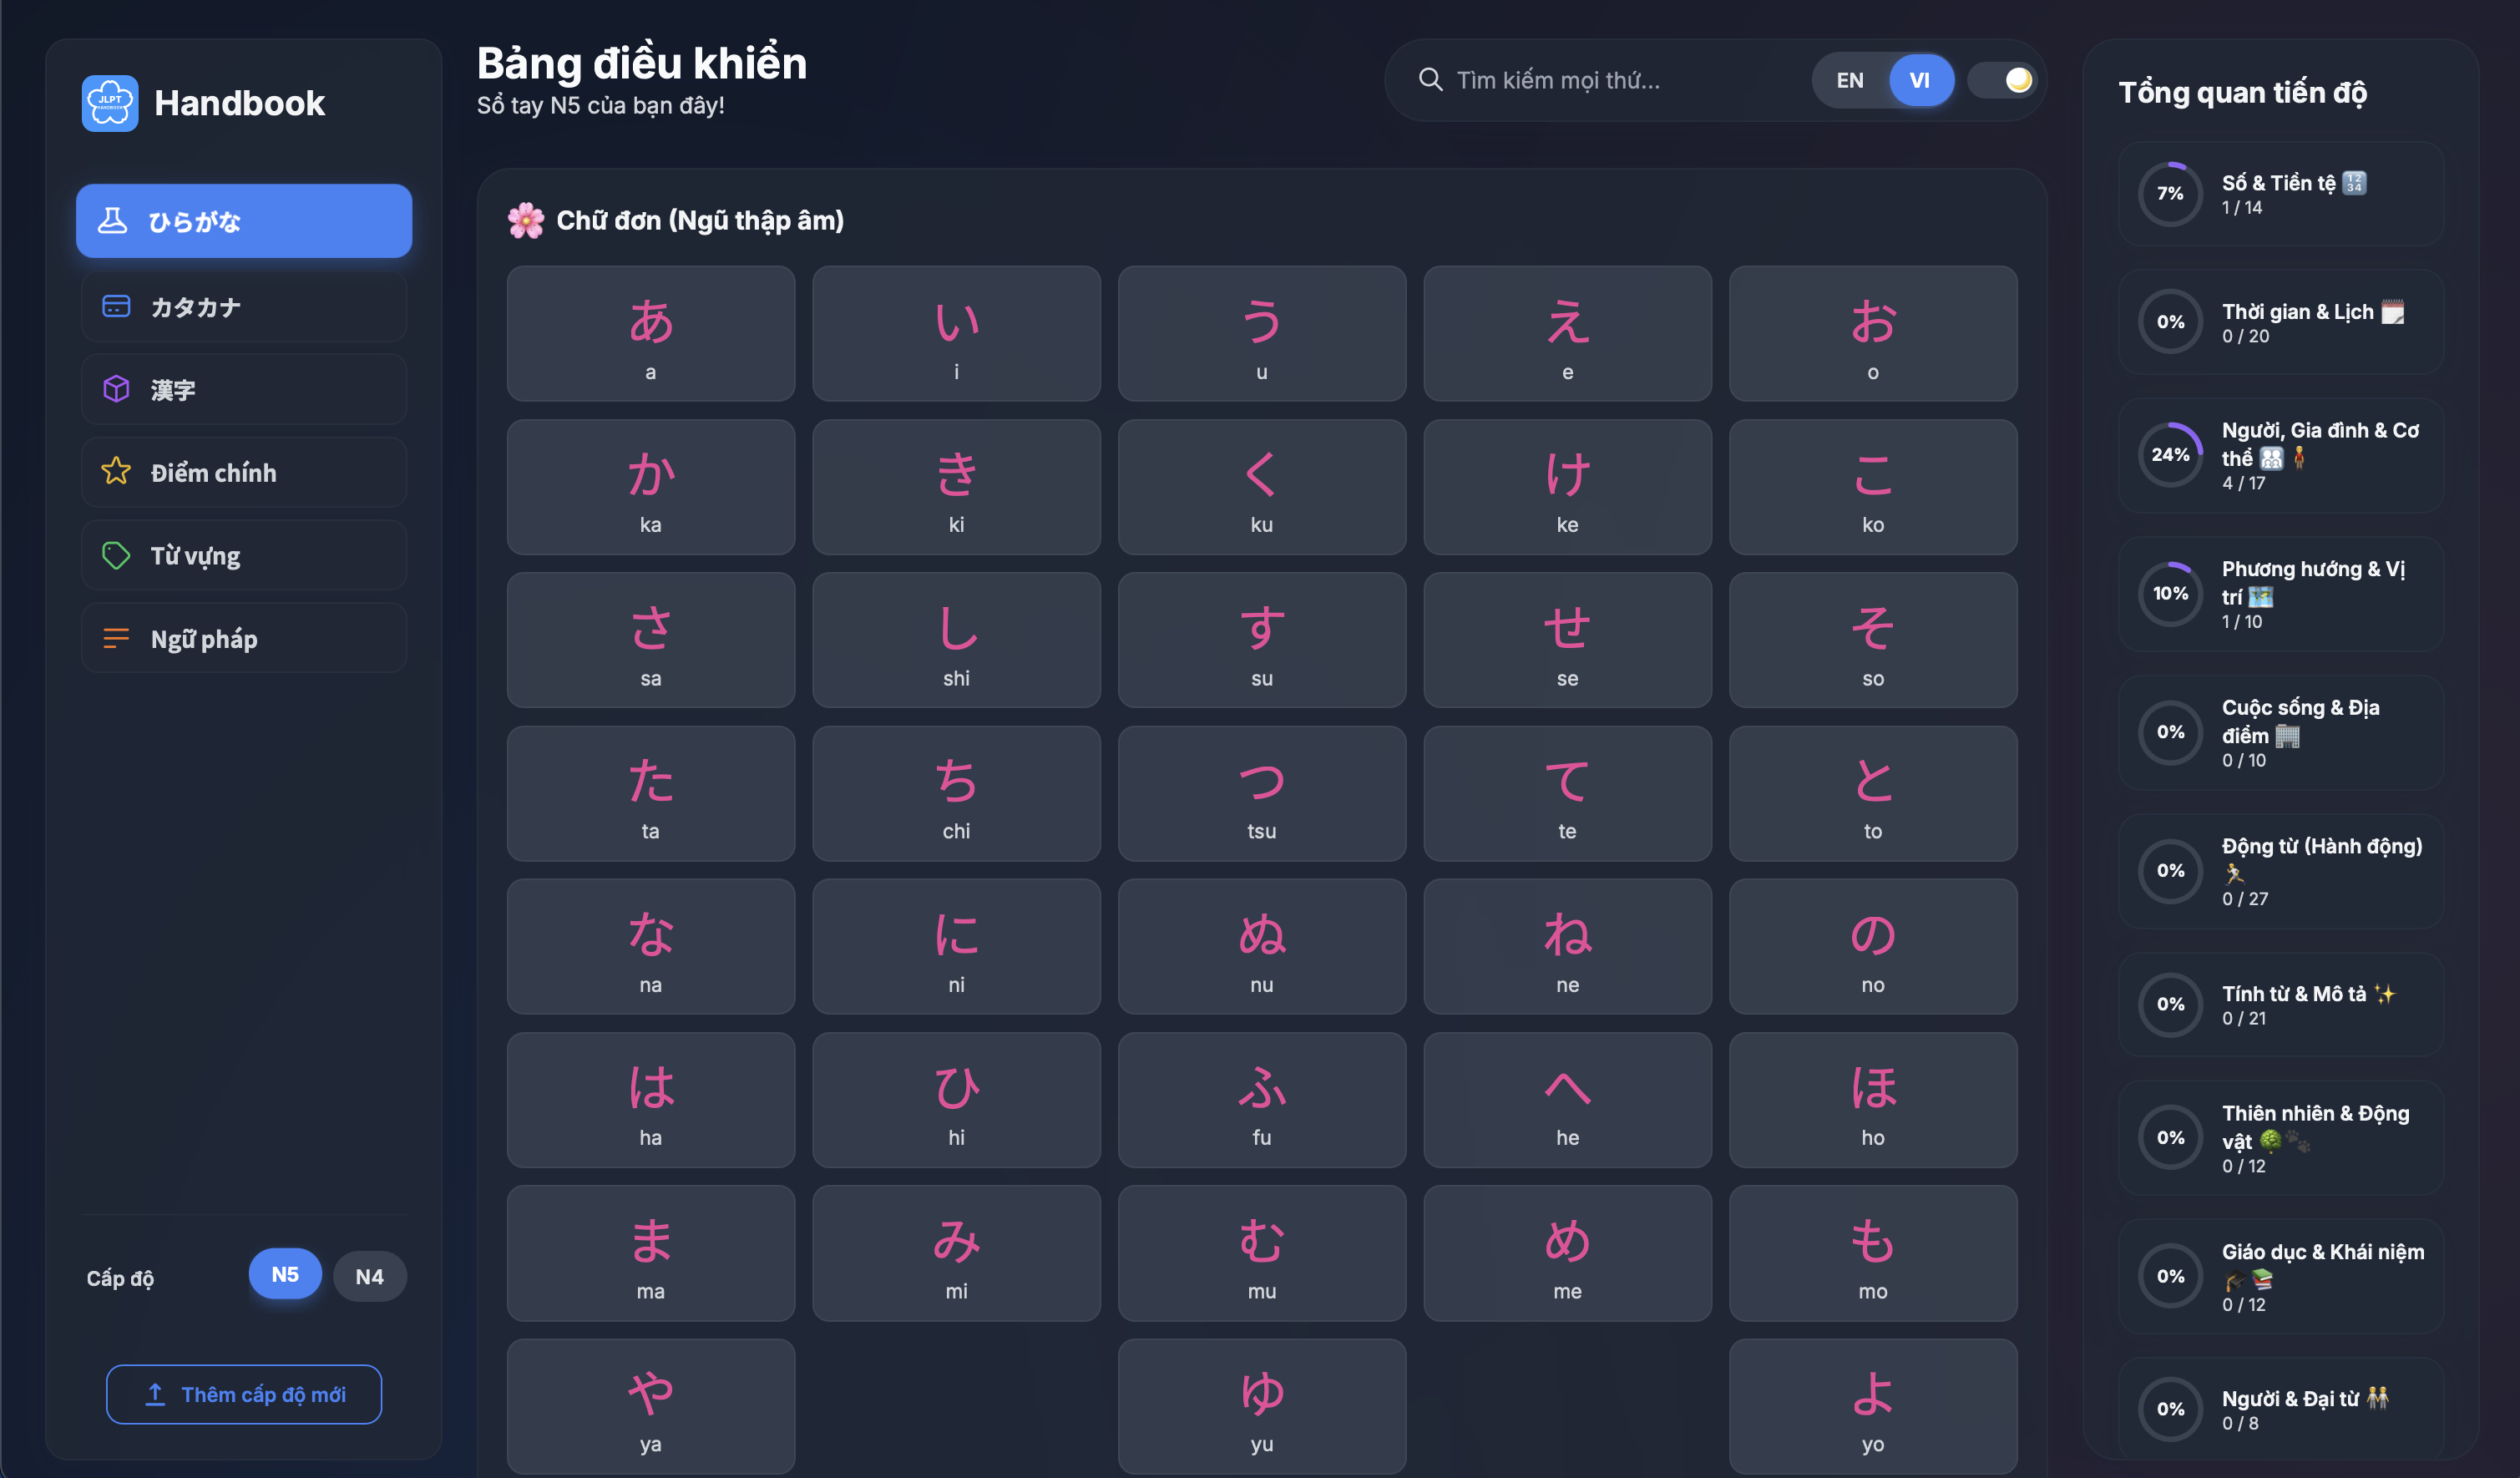 JLPT
HANDBOOK
Handbook
ひらがな
カタカナ
漢字
Điểm chính
Từ vựng
Ngữ pháp
Cấp độ
N5
N4
Thêm cấp độ mới
Bảng điều khiển
Sổ tay N5 của bạn đây!
Tìm kiếm mọi thứ...
EN
VI
Chữ đơn (Ngũ thập âm)
あ い う え お
a i u e o
か き く け こ
ka ki ku ke ko
さ し す せ そ
sa shi su se so
た ち つ て と
ta chi tsu te to
な に ぬ ね の
na ni nu ne no
は ひ ふ へ ほ
ha hi fu he ho
ま み む め も
ma mi mu me mo
や ゆ よ
ya yu yo
Tổng quan tiến độ
7%
Số & Tiền tệ 🔢
1 / 14
0%
Thời gian & Lịch
0 / 20
24%
Người, Gia đình & Cơ
thể
4 / 17
10%
Phương hướng & Vị
trí
1 / 10
0%
Cuộc sống & Địa
điểm
0 / 10
0%
Động từ (Hành động)
0 / 27
0%
Tính từ & Mô tả
0 / 21
0%
Thiên nhiên & Động
vật
0 / 12
0%
Giáo dục & Khái niệm
0 / 12
0%
Người & Đại từ
0 / 8